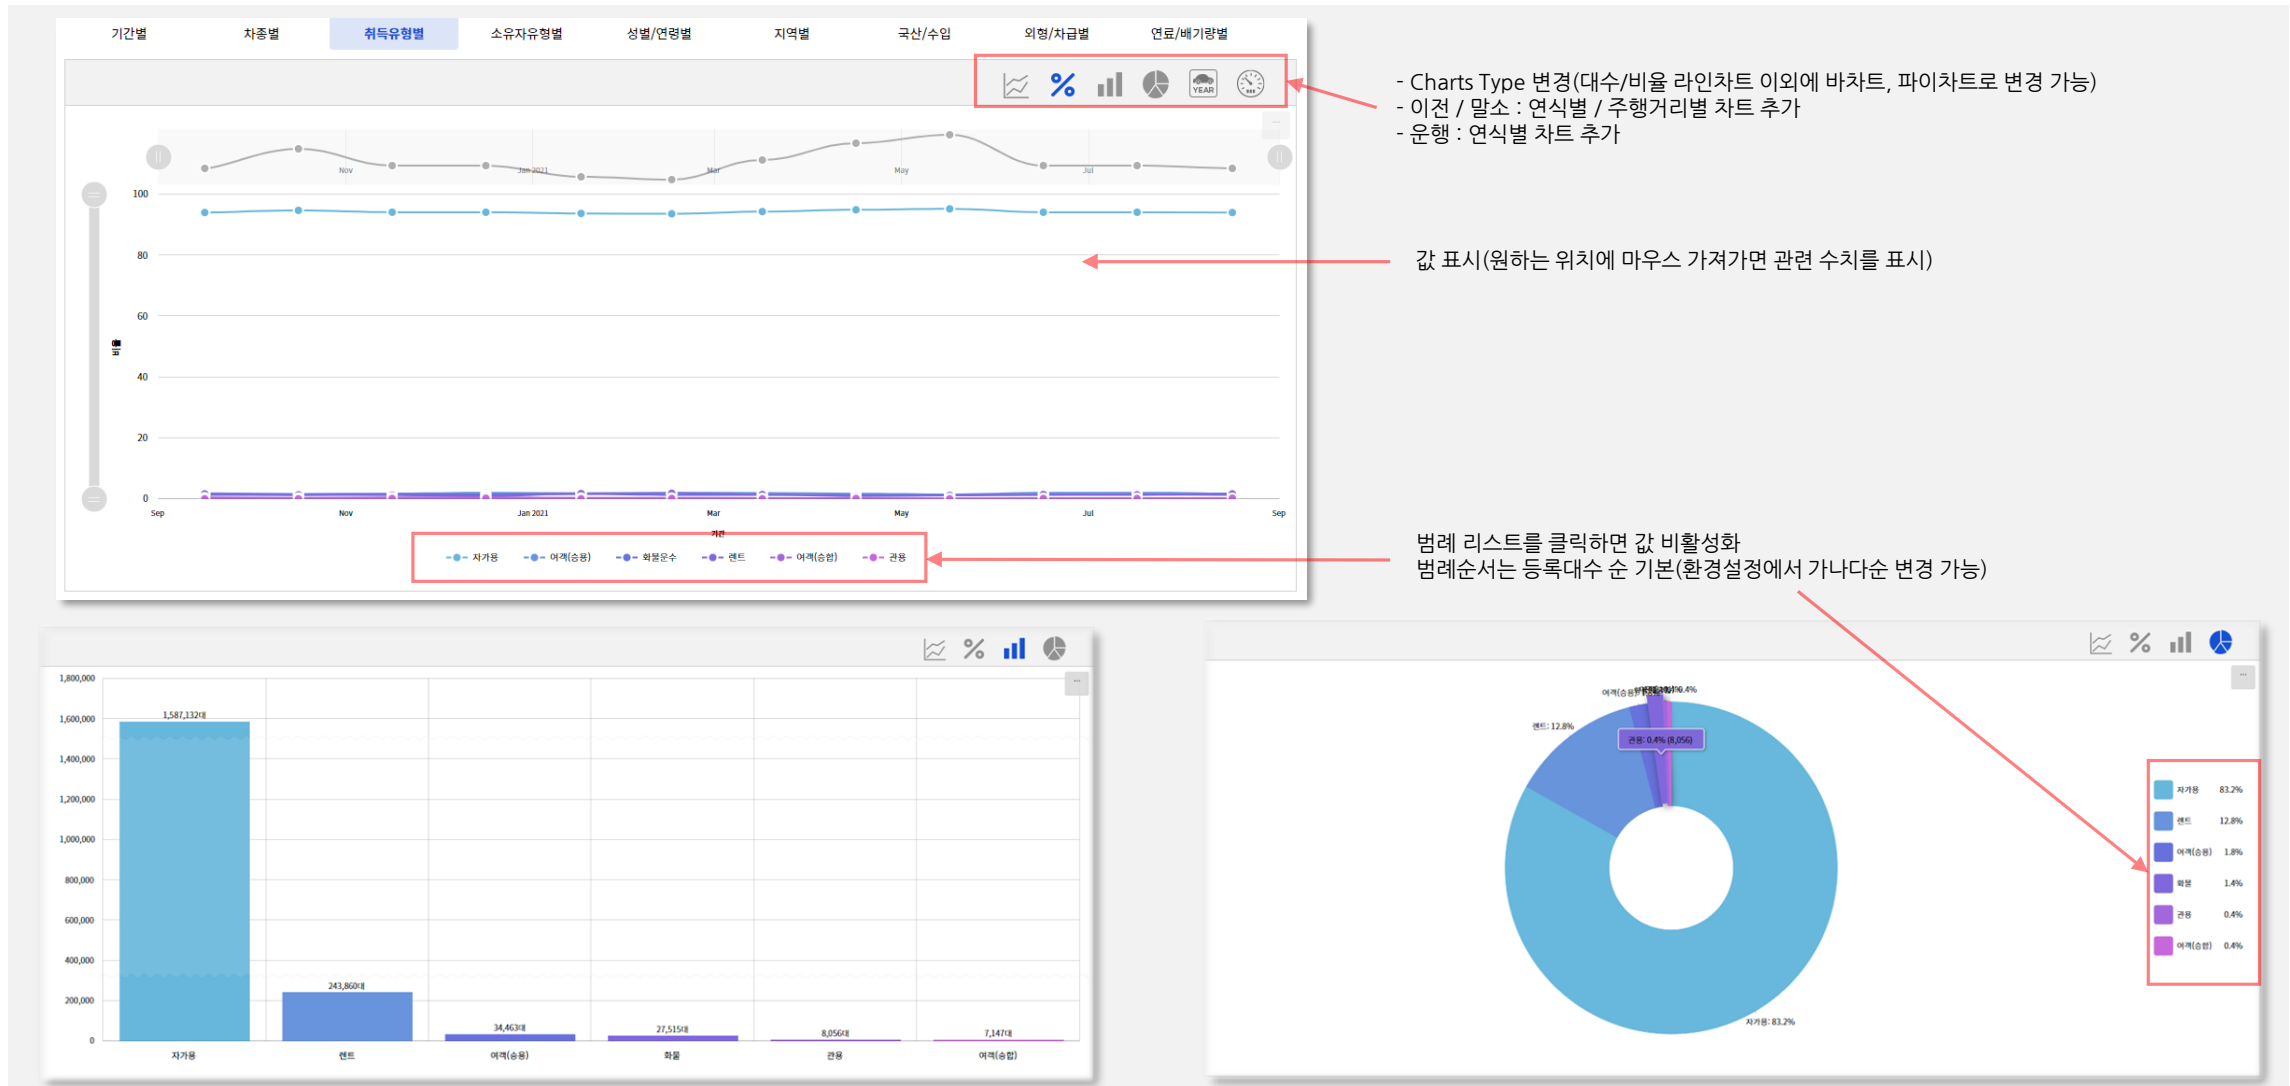 기간별
차종별
취득유형별
소유자유형별
성별/연령별
지역별
국산/수입
외형/차급별
연료/배기량별
YEAR
- Charts Type 변경(대수/비율 라인차트 이외에 바차트, 파이차트로 변경 가능)
- 이전 / 말소 : 연식별 / 주행거리별 차트 추가
- 운행 : 연식별 차트 추가
Nov
Jan 2021
Mar
May
Jul
100
80
60
40
20
0
비율
Sep
Nov
Jan 2021
Mar
May
Jul
Sep
기간
자가용
여객(승용)
화물운수
렌트
여객(승합)
관용
값 표시(원하는 위치에 마우스 가져가면 관련 수치를 표시)
범례 리스트를 클릭하면 값 비활성화
범례순서는 등록대수 순 기본(환경설정에서 가나다순 변경 가능)
1,800,000
1,600,000
1,400,000
1,200,000
1,000,000
800,000
600,000
400,000
200,000
0
1,587,132대
243,860대
34,463대
27,515대
8,056대
7,147대
자가용
렌트
여객(승용)
화물
관용
여객(승합)
여객(승용)
0.4%
렌트: 12.8%
관용: 0.4% (8,056)
자가용: 83.2%
자가용 83.2%
렌트 12.8%
여객(승용) 1.8%
화물 1.4%
관용 0.4%
여객(승합) 0.4%